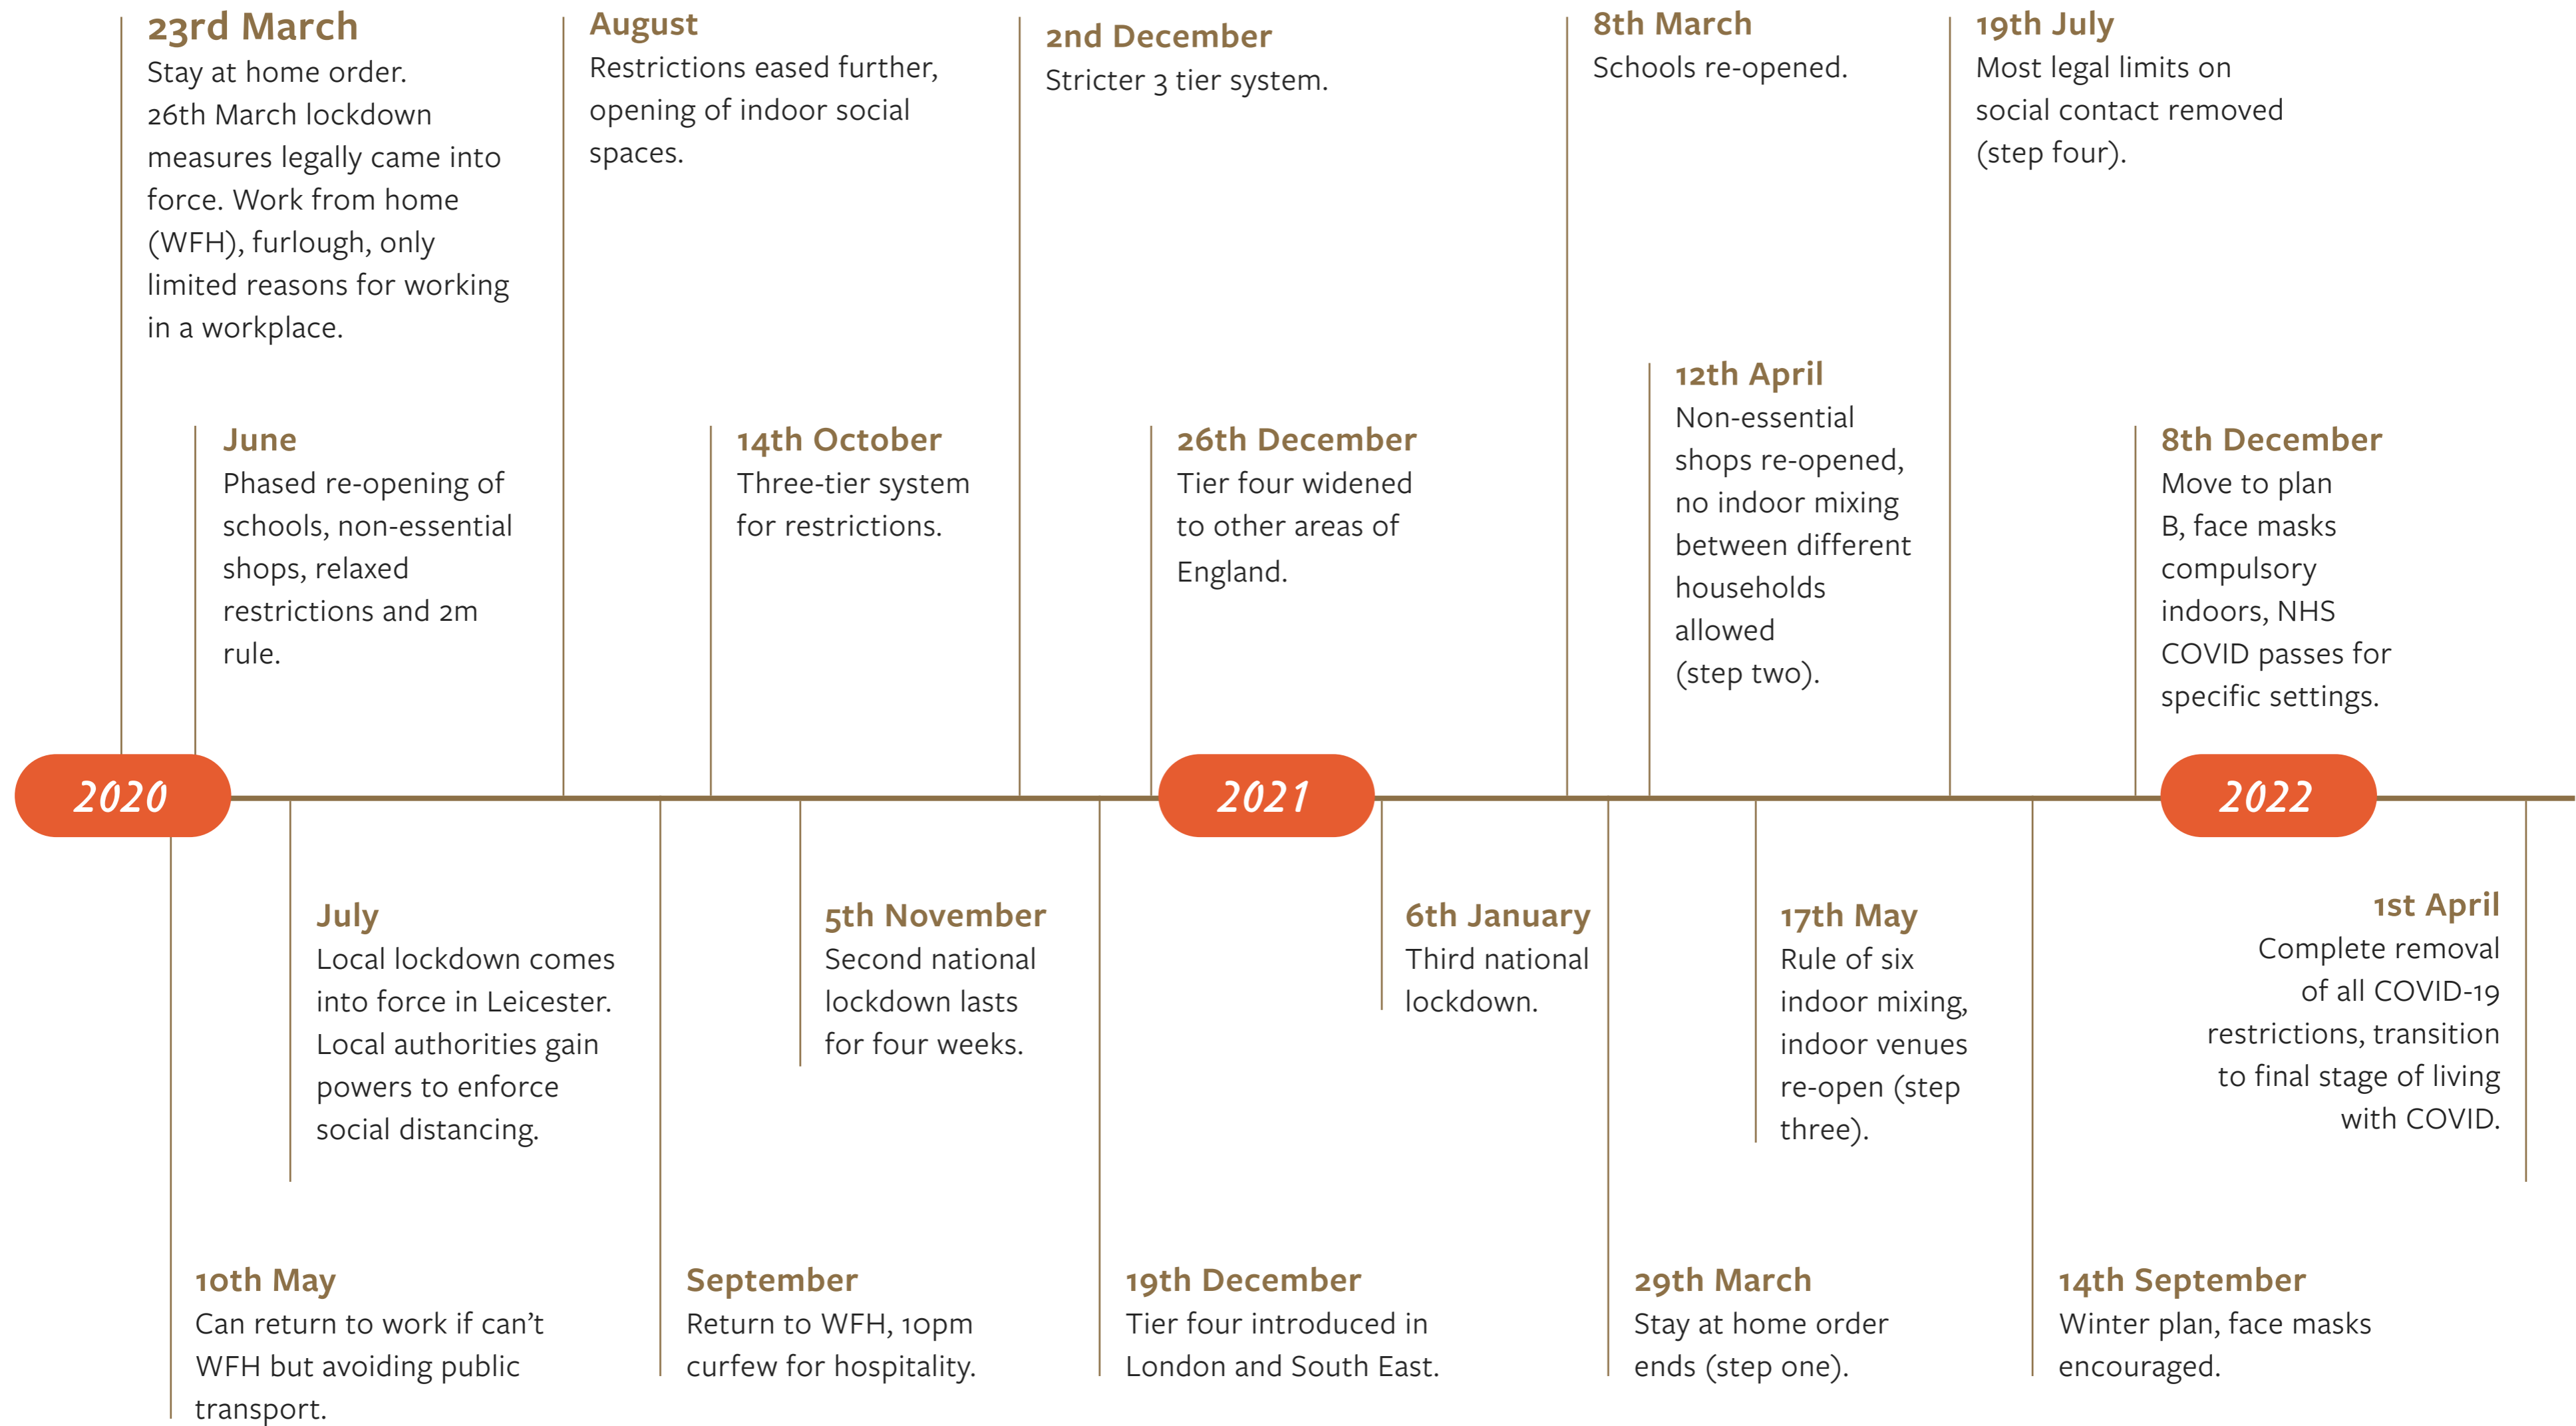 23rd March
Stay at home order.
26th March lockdown
measures legally came into
force. Work from home
(WFH), furlough, only
limited reasons for working
in a workplace.
August
Restrictions eased further,
opening of indoor social
spaces.
2nd December
Stricter 3 tier system.
8th March
Schools re-opened.
19th July
Most legal limits on
social contact removed
(step four).
June
Phased re-opening of
schools, non-essential
shops, relaxed
restrictions and 2m
rule.
14th October
Three-tier system
for restrictions.
26th December
Tier four widened
to other areas of
England.
12th April
Non-essential
shops re-opened,
no indoor mixing
between different
households
allowed
(step two).
8th December
Move to plan
B, face masks
compulsory
indoors, NHS
COVID passes for
specific settings.
2020
2021
2022
July
Local lockdown comes
into force in Leicester.
Local authorities gain
powers to enforce
social distancing.
5th November
Second national
lockdown lasts
for four weeks.
6th January
Third national
lockdown.
17th May
Rule of six
indoor mixing,
indoor venues
re-open (step
three).
1st April
Complete removal
of all COVID-19
restrictions, transition
to final stage of living
with COVID.
10th May
Can return to work if can’t
WFH but avoiding public
transport.
September
Return to WFH, 10pm
curfew for hospitality.
19th December
Tier four introduced in
London and South East.
29th March
Stay at home order
ends (step one).
14th September
Winter plan, face masks
encouraged.